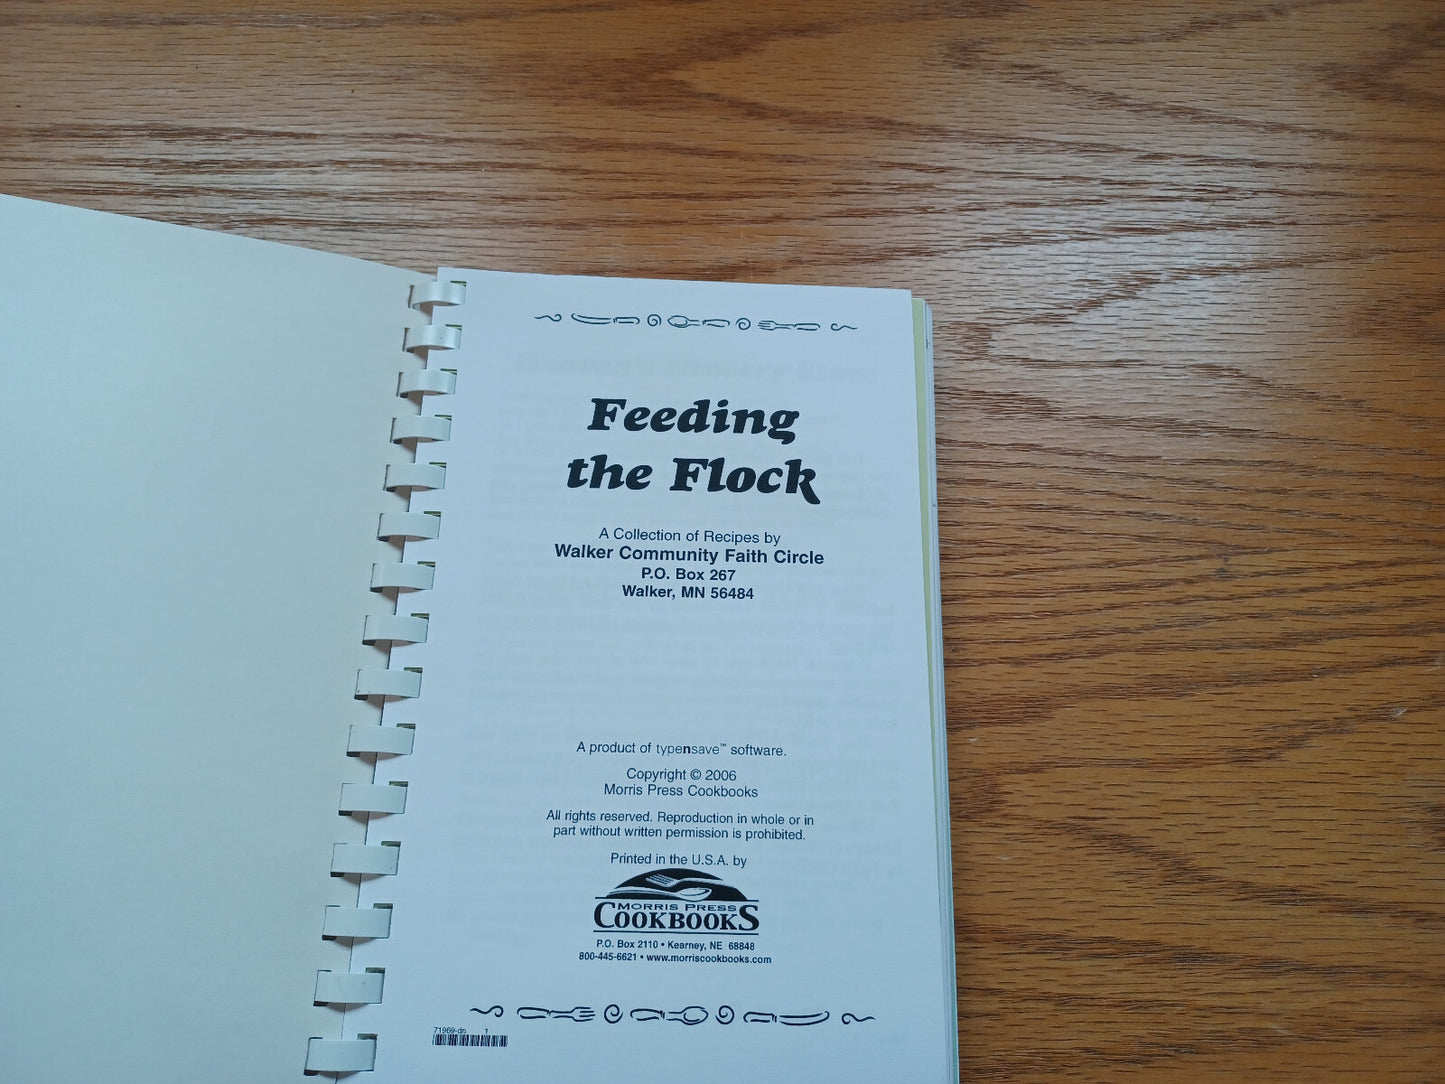 Feeding
the Flock
A Collection of Recipes by
Walker Community Faith Circle
P.O. Box 267
Walker, MN 56484
A product of typensave™ software.
Copyright © 2006
Morris Press Cookbooks
All rights reserved. Reproduction in whole or in
part without written permission is prohibited.
Printed in the U.S.A. by
MORRIS PRESS
COOKBOOKS
P.O. Box 2110 • Kearney, NE 68848
800-445-6621 • www.morriscookbooks.com
71969-dn 1